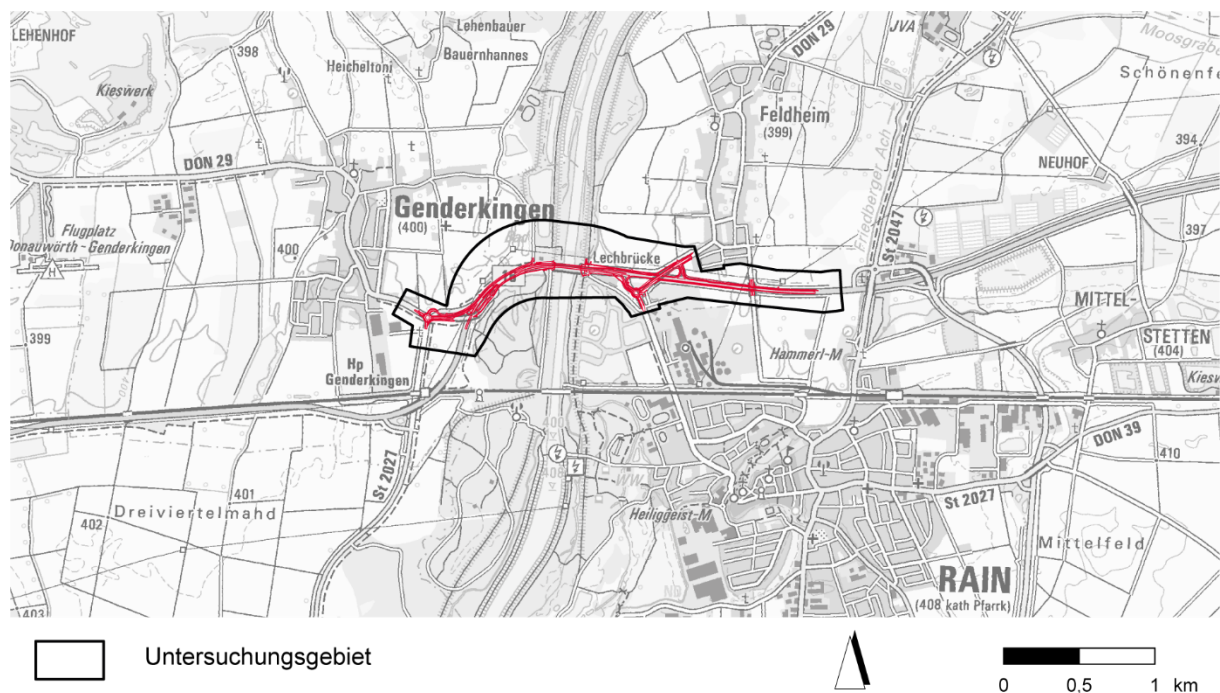 LEHENHOF
398
Lehenbauer
Bauernhannes
Heicheltoni
Kieswerk
DON 29
JVA
Moosgrabe
Schönenfe
Feldheim
(399)
394
NEUHOF
DON 29
Genderkingen
(400)
Flugplatz
Donauwörth - Genderkingen
H
400
Bad
Lechbrücke
Friedberger Ach
St 2047
397
MITTEL-
STETTEN
(404)
399
Hp
Genderkingen
Hammerl-M
Kiesw
St 2027
DON 39
410
401
Dreiviertelmahd
402
403
WW
Heiliggeist-M
St 2027
Mittelfeld
RAIN
(408 kath Pfarrk)
Untersuchungsgebiet
0 0,5 1 km